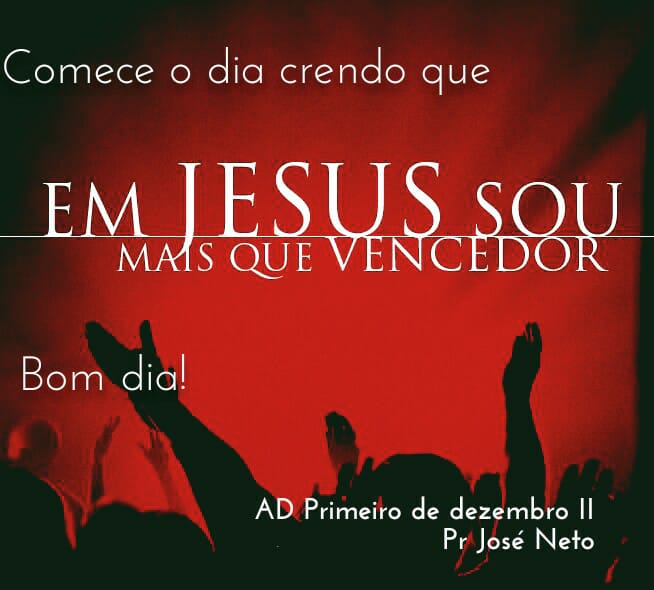 Comece o dia crendo que
EM JESUS SOU
MAIS QUE VENCEDOR
Bom dia!
AD Primeiro de dezembro II
Pr José Neto